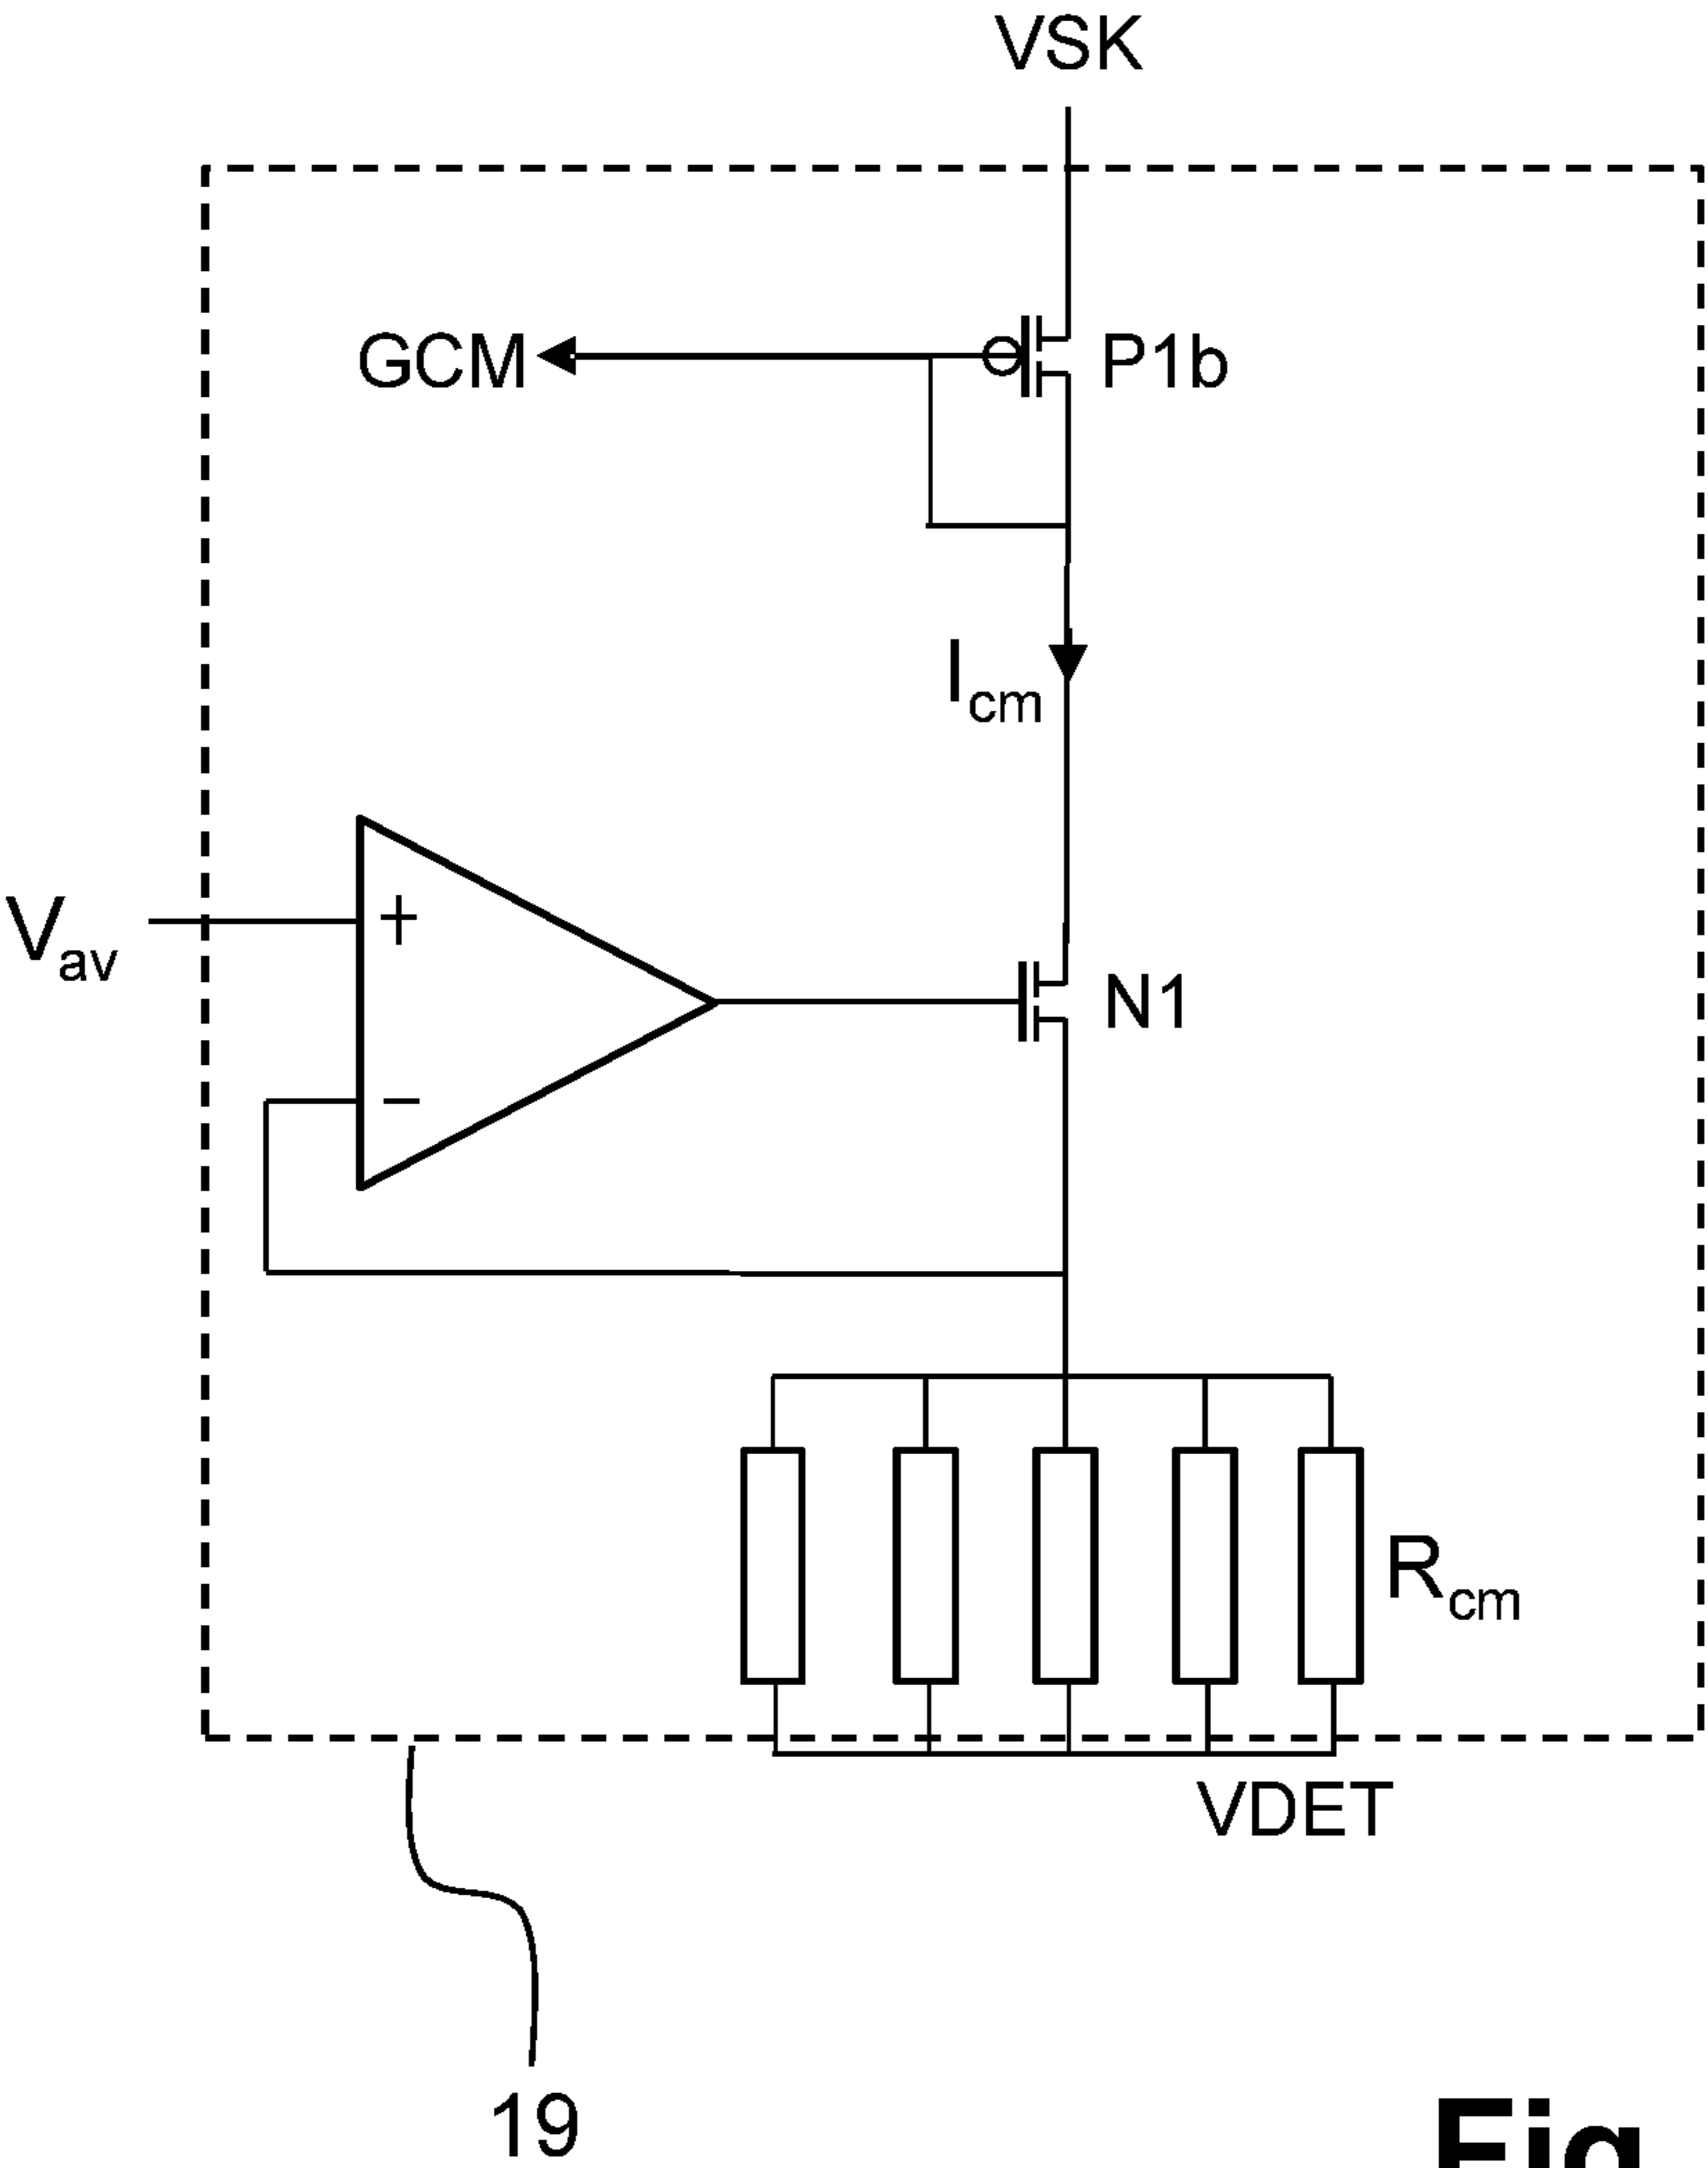 VSK
GCM
P1b
Icm
Vav
+
N1
−
Rcm
VDET
19
Fig